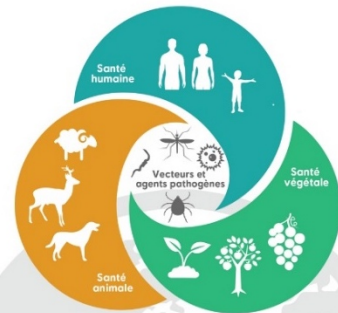 Santé
humaine
Vecteurs et
agents pathogènes
Santé
végétale
Santé
animale